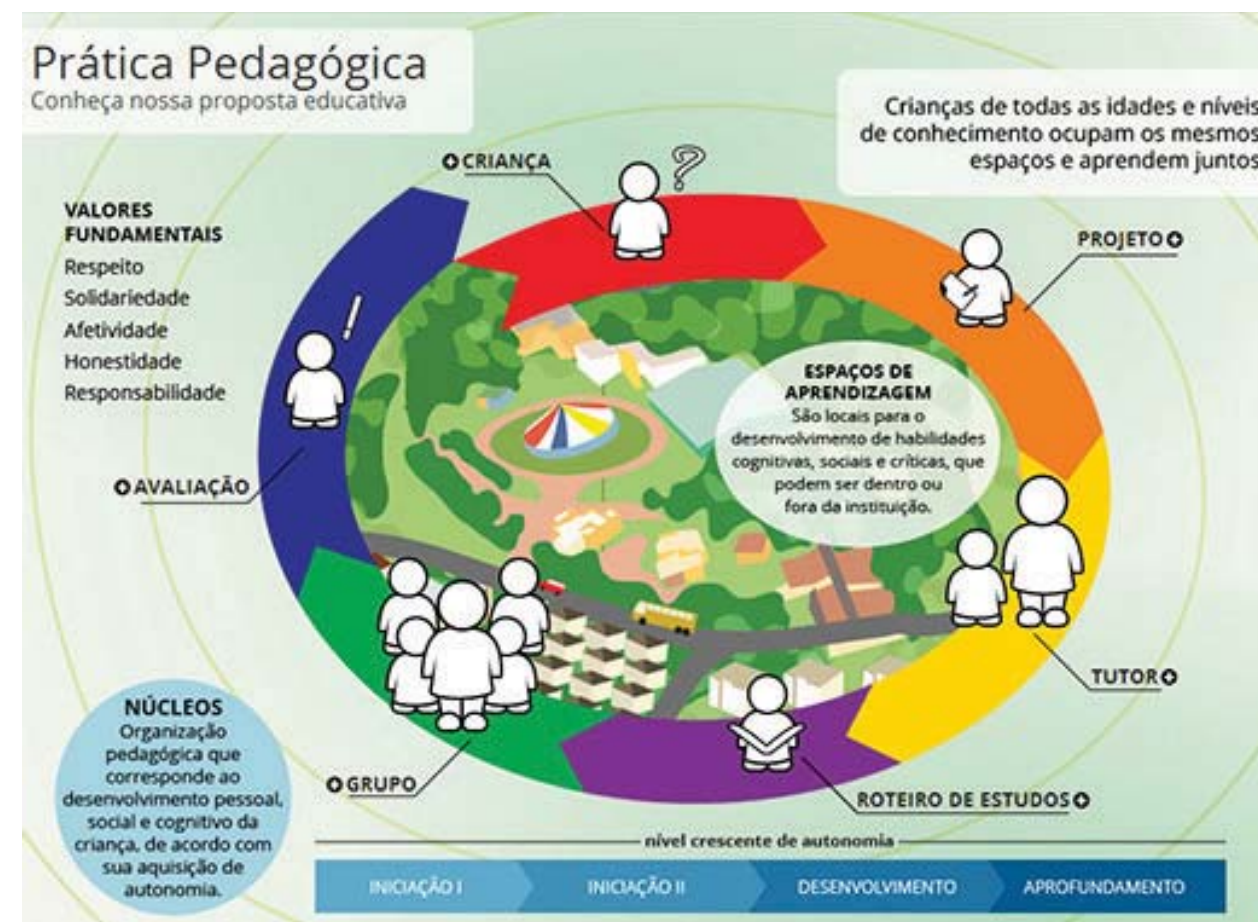 Prática Pedagógica
Conheça nossa proposta educativa
Crianças de todas as idades e níveis
de conhecimento ocupam os mesmos
espaços e aprendem juntos
CRIANÇA
?
VALORES
FUNDAMENTAIS
Respeito
Solidariedade
Afetividade
Honestidade
Responsabilidade
PROJETO
!
ESPAÇOS DE
APRENDIZAGEM
São locais para o
desenvolvimento de habilidades
cognitivas, sociais e críticas, que
podem ser dentro ou
fora da instituição.
AVALIAÇÃO
TUTOR
NÚCLEOS
Organização
pedagógica que
corresponde ao
desenvolvimento pessoal,
social e cognitivo da
criança, de acordo com
sua aquisição de
autonomia.
GRUPO
ROTEIRO DE ESTUDOS
nível crescente de autonomia
INICIAÇÃO I
INICIAÇÃO II
DESENVOLVIMENTO
APROFUNDAMENTO